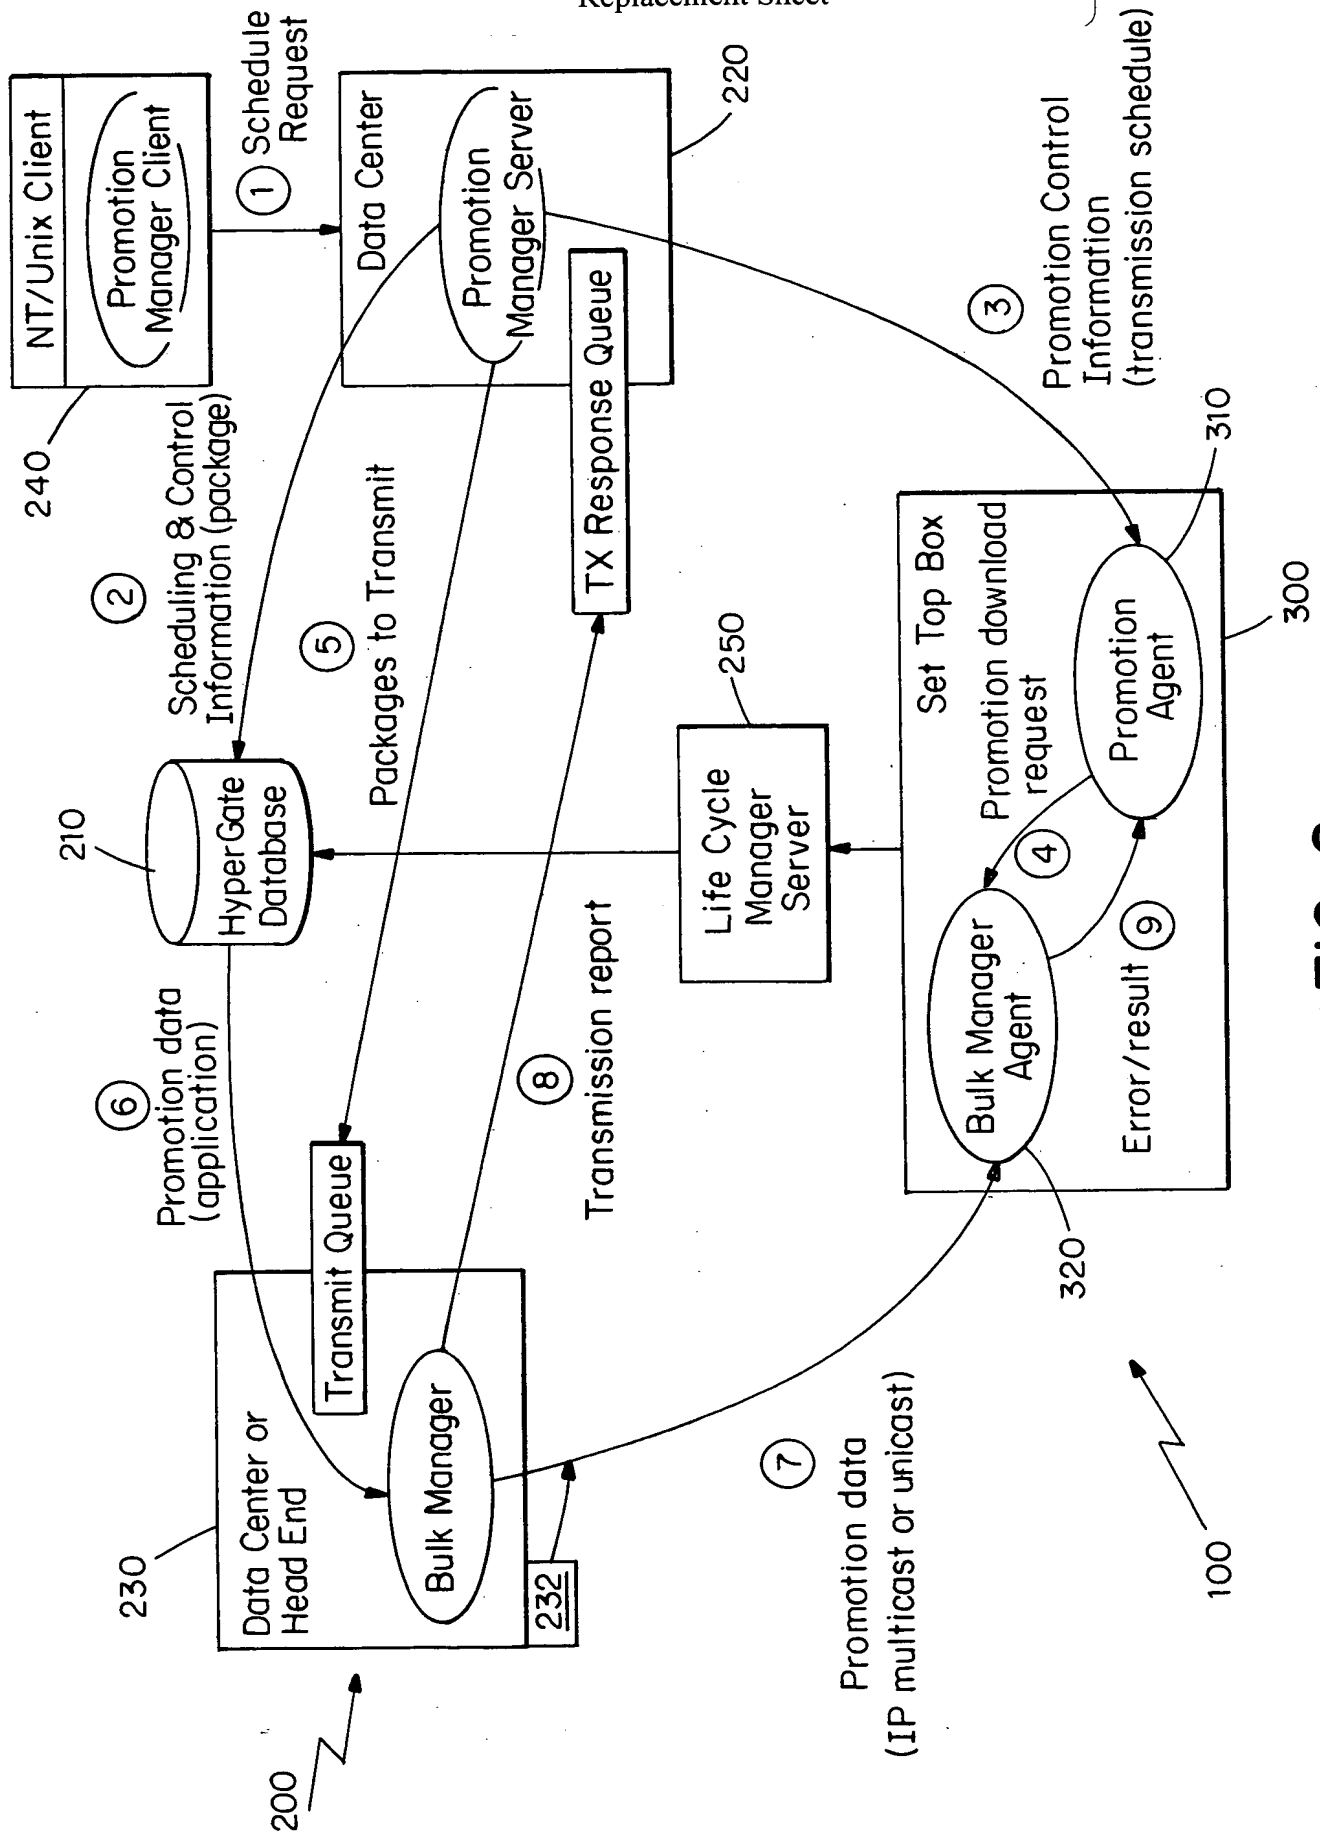 Replacement Sheet
NT/Unix Client
Promotion
Manager Client
240
1
Schedule
Request
Data Center
Promotion
Manager Server
TX Response Queue
220
2
Scheduling & Control
Information (package)
3
Promotion Control
Information
(transmission schedule)
5
Packages to Transmit
210
HyperGate
Database
6
Promotion data
(application)
8
Transmission report
250
Life Cycle
Manager
Server
230
Data Center or
Head End
Transmit Queue
Bulk Manager
232
200
7
Promotion data
(IP multicast or unicast)
Set Top Box
Promotion download
request
4
Promotion
Agent
310
300
Bulk Manager
Agent
Error/result
9
320
100